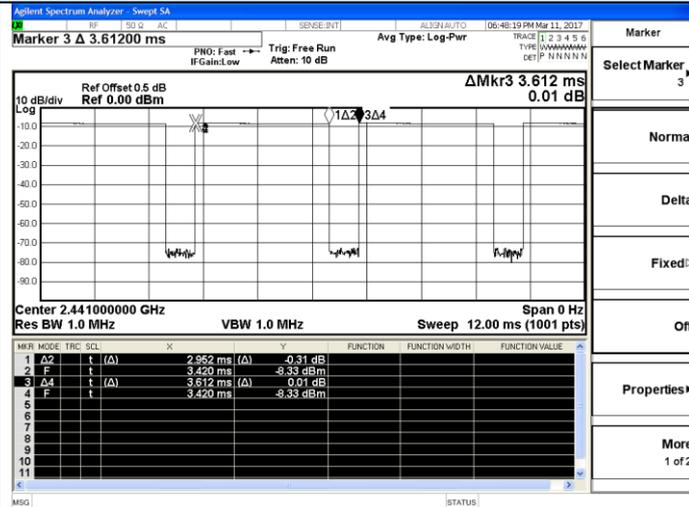 Agilent Spectrum Analyzer - Swept SA
RF 50 Ω AC SENSE:INT ALIGNAUTO 06:48:19 PM Mar 11, 2017
Marker 3 Δ 3.61200 ms
PNO: Fast
IFGain:Low
Trig: Free Run
Atten: 10 dB
Avg Type: Log-Pwr
TRACE 1 2 3 4 5 6
TYPE
DET P N N N N N
Ref Offset 0.5 dB
10 dB/div Ref 0.00 dBm
ΔMkr3 3.612 ms
0.01 dB
Log
1Δ2 3Δ4
-10.0
-20.0
-30.0
-40.0
-50.0
-60.0
-70.0
-80.0
-90.0
Center 2.441000000 GHz Span 0 Hz
Res BW 1.0 MHz VBW 1.0 MHz Sweep 12.00 ms (1001 pts)
MKR MODE TRC SCL X Y FUNCTION FUNCTION WIDTH FUNCTION VALUE
1 Δ2 t (Δ) 2.952 ms (Δ) -0.31 dB
2 F t 3.420 ms -8.33 dBm
3 Δ4 t (Δ) 3.612 ms (Δ) 0.01 dB
4 F t 3.420 ms -8.33 dBm
5
6
7
8
9
10
11
MSG STATUS
Marker
Select Marker
3
Norma
Delta
Fixed
Of
Properties
More
1 of 2